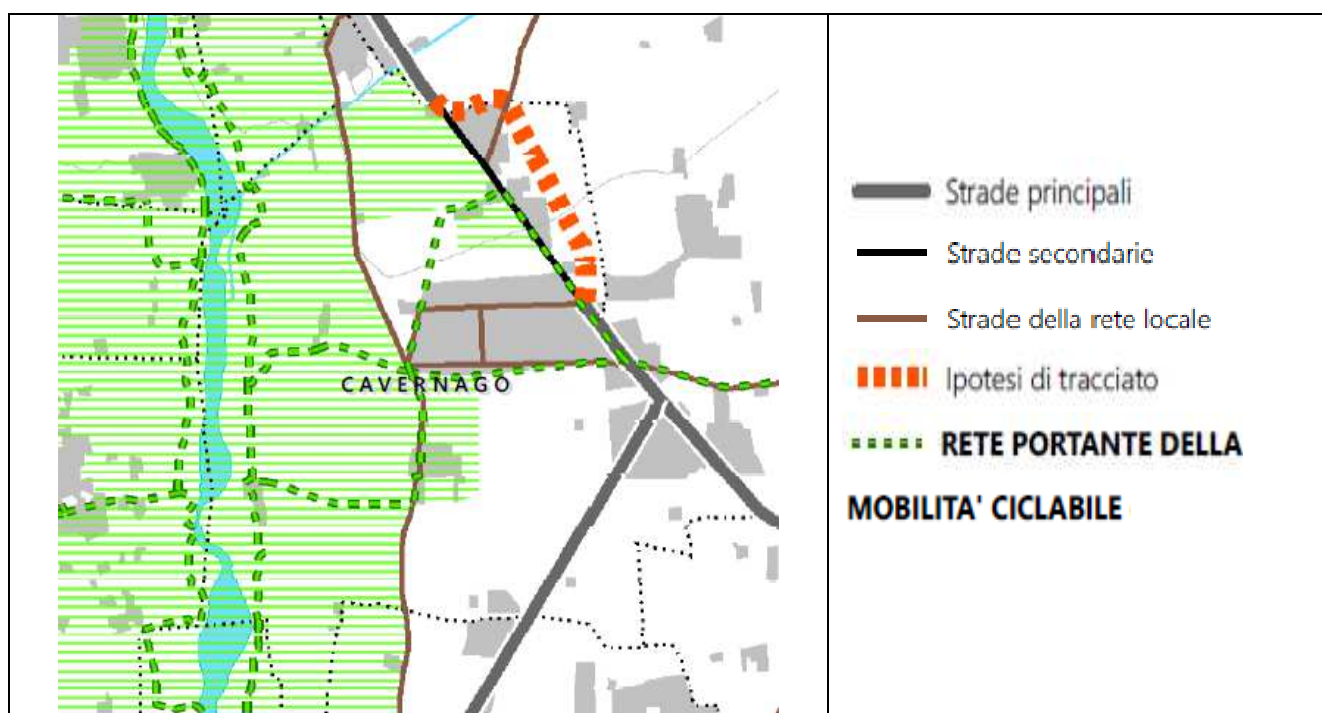 CAVERNAGO
Strade principali
Strade secondarie
Strade della rete locale
Ipotesi di tracciato
RETE PORTANTE DELLA
MOBILITA' CICLABILE